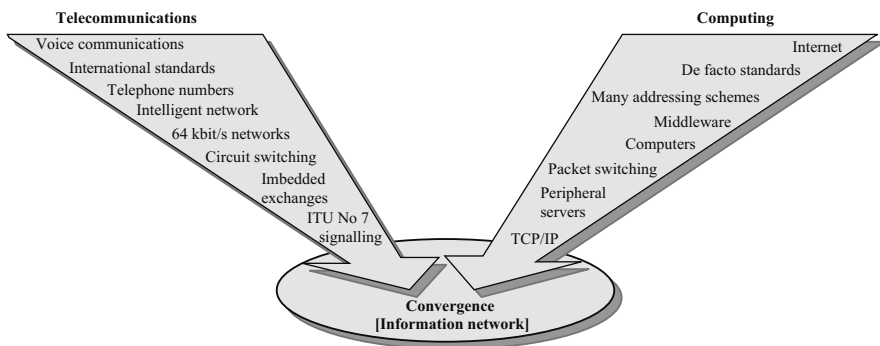 Telecommunications
Voice communications
International standards
Telephone numbers
Intelligent network
64 kbit/s networks
Circuit switching
Imbedded
exchanges
ITU No 7
signalling
Computing
Internet
De facto standards
Many addressing schemes
Middleware
Computers
Packet switching
Peripheral
servers
TCP/IP
Convergence
[Information network]